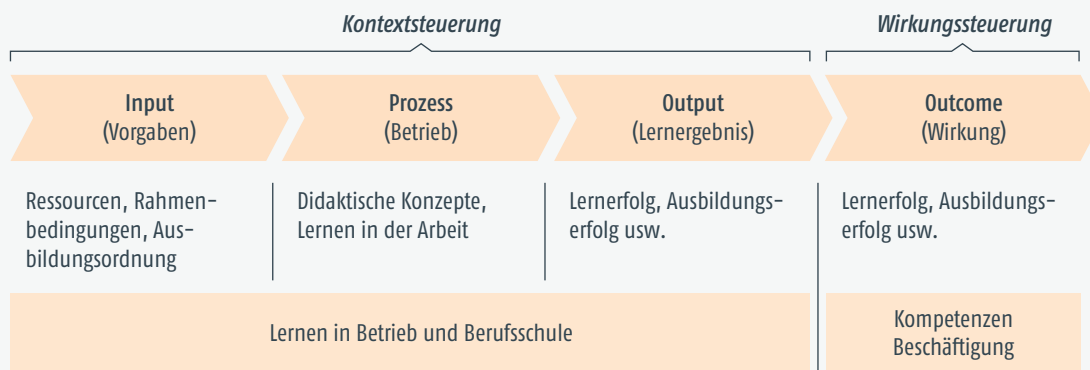 Kontextsteuerung
Wirkungssteuerung
Input
(Vorgaben)
Prozess
(Betrieb)
Output
(Lernergebnis)
Outcome
(Wirkung)
Ressourcen, Rahmen-
bedingungen, Aus-
bildungsordnung
Didaktische Konzepte,
Lernen in der Arbeit
Lernerfolg, Ausbildungs-
erfolg usw.
Lernerfolg, Ausbildungs-
erfolg usw.
Lernen in Betrieb und Berufsschule
Kompetenzen
Beschäftigung